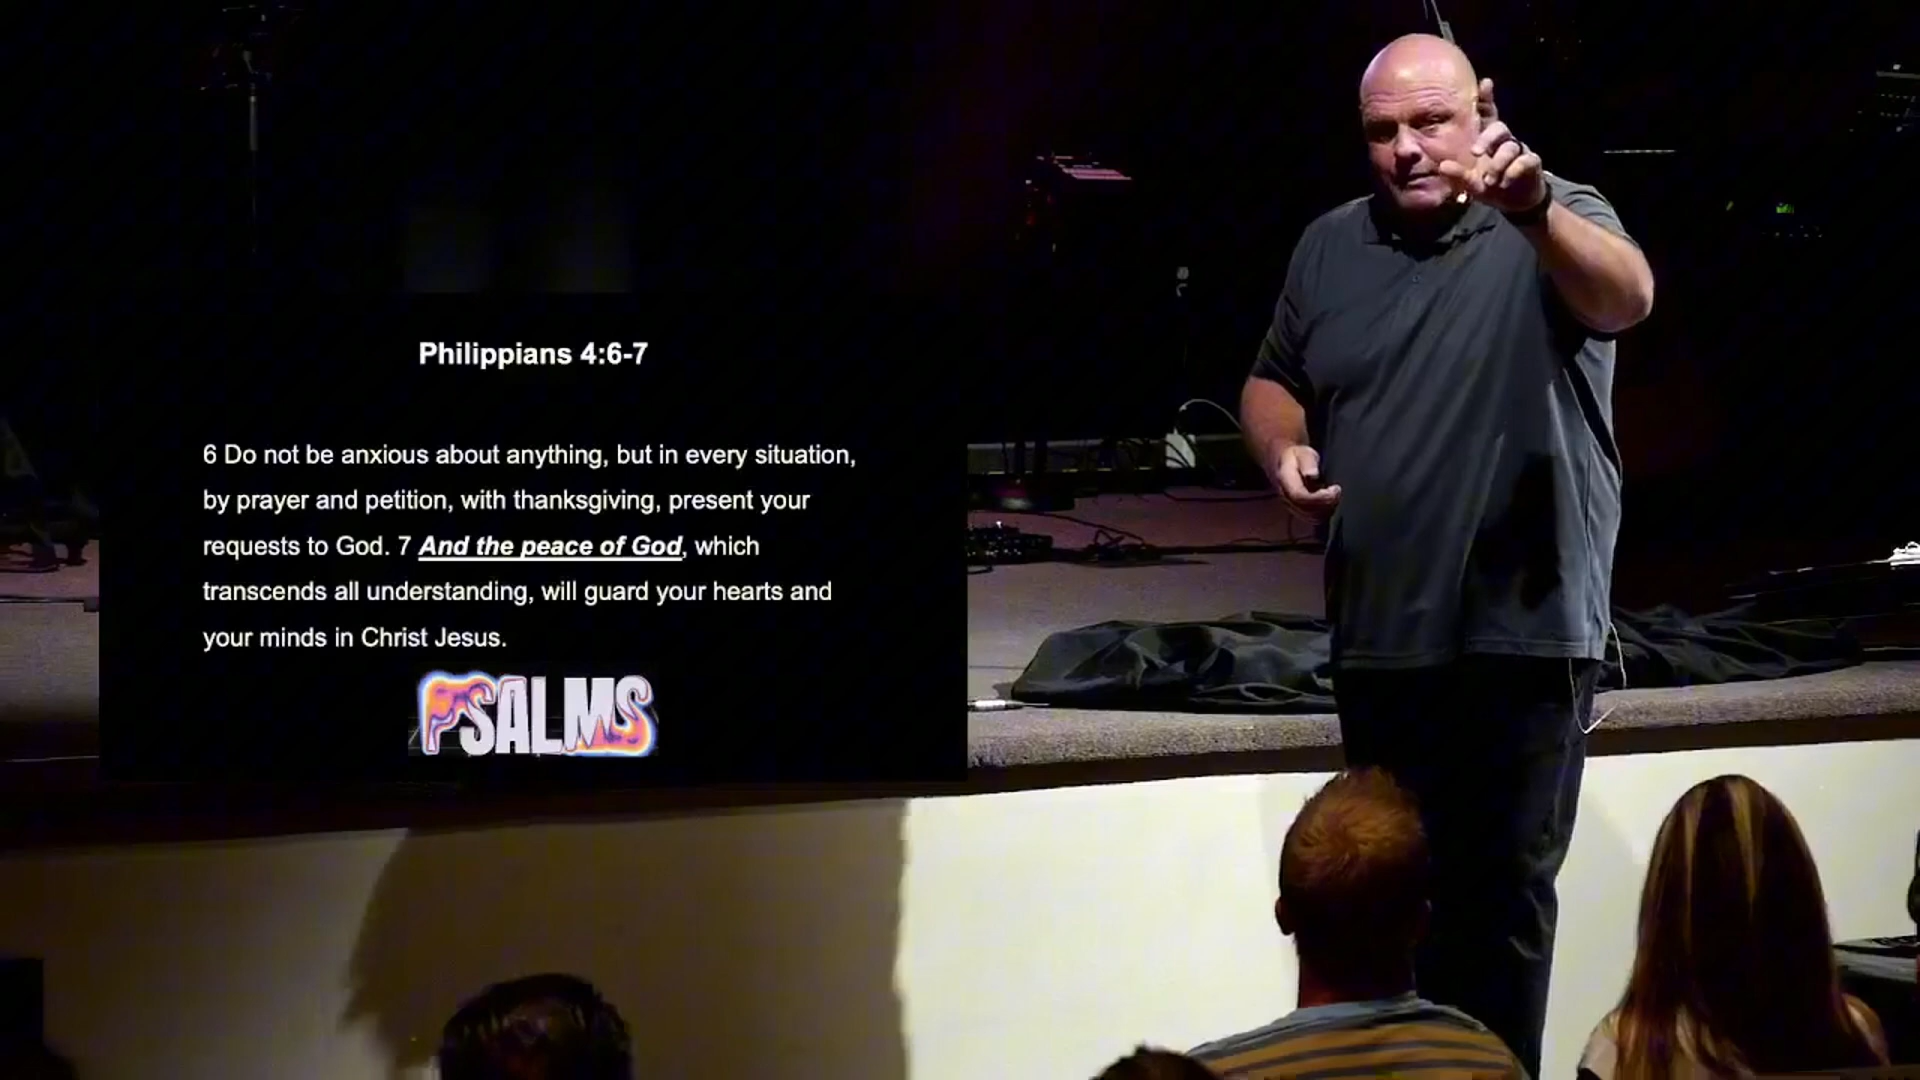 Philippians 4:6-7
6 Do not be anxious about anything, but in every situation,
by prayer and petition, with thanksgiving, present your
requests to God. 7 And the peace of God, which
transcends all understanding, will guard your hearts and
your minds in Christ Jesus.
PSALMS